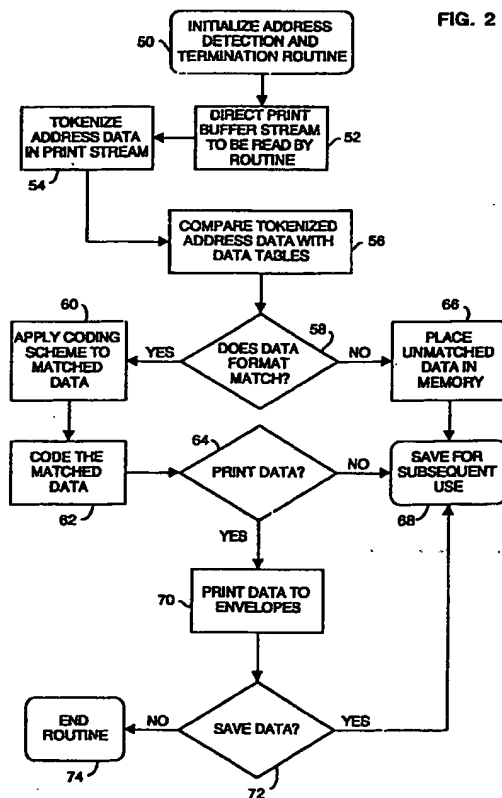 FIG. 2
50
INITIALIZE ADDRESS
DETECTION AND
TERMINATION ROUTINE
TOKENIZE
ADDRESS DATA
IN PRINT STREAM
54
DIRECT PRINT
BUFFER STREAM
TO BE READ BY
ROUTINE
52
COMPARE TOKENIZED
ADDRESS DATA WITH
DATA TABLES
56
60
APPLY CODING
SCHEME TO
MATCHED DATA
YES
DOES DATA
FORMAT
MATCH?
58
NO
66
PLACE
UNMATCHED
DATA IN
MEMORY
CODE THE
MATCHED
DATA
62
64
PRINT DATA?
NO
SAVE FOR
SUBSEQUENT
USE
68
YES
70
PRINT DATA TO
ENVELOPES
END
ROUTINE
74
NO
SAVE DATA?
YES
72